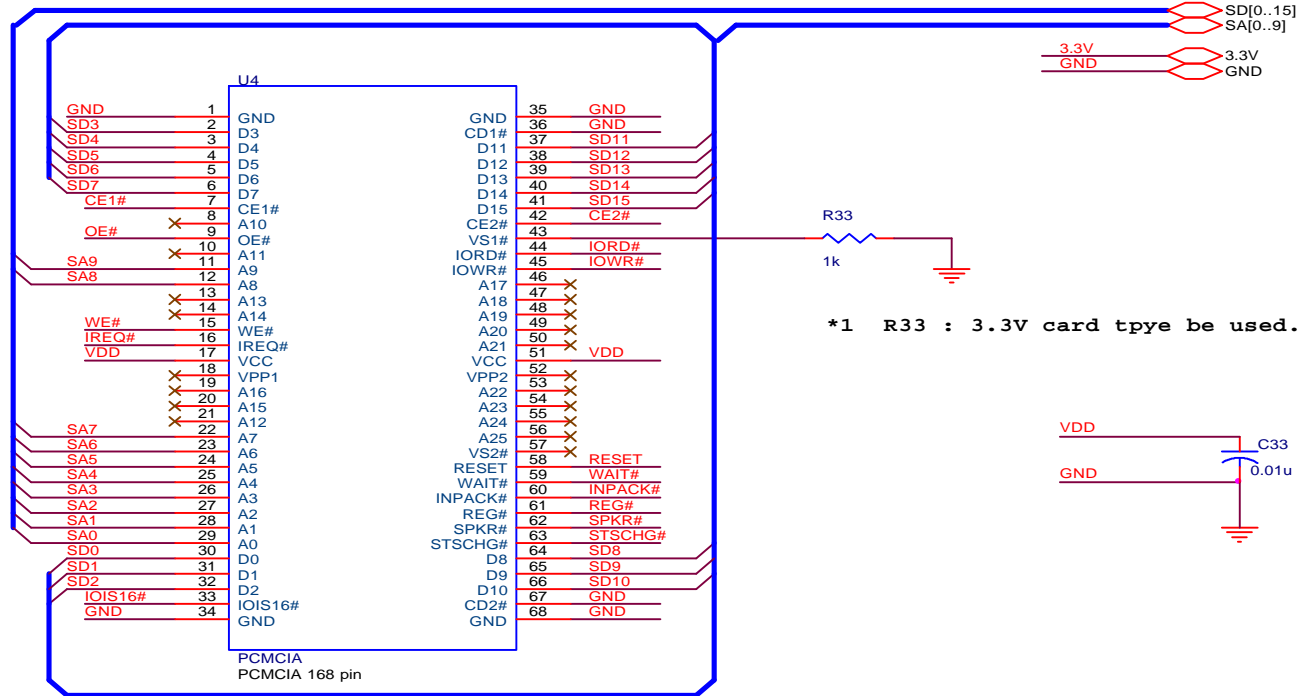 SD[0..15]
SA[0..9]
3.3V 3.3V
GND GND
U4
GND 1 GND GND 35 GND
SD3 2 D3 CD1# 36 GND
SD4 3 D4 D11 37 SD11
SD5 4 D5 D12 38 SD12
SD6 5 D6 D13 39 SD13
SD7 6 D7 D14 40 SD14
CE1# 7 CE1# D15 41 SD15
8 A10 CE2# 42 CE2#
OE# 9 OE# VS1# 43
10 A11 IORD# 44 IORD#
SA9 11 A9 IOWR# 45 IOWR#
SA8 12 A8 A17 46
13 A13 A18 47
14 A14 A19 48
WE# 15 WE# A20 49
IREQ# 16 IREQ# A21 50
VDD 17 VCC VCC 51 VDD
18 VPP1 VPP2 52
19 A16 A22 53
20 A15 A23 54
21 A12 A24 55
SA7 22 A7 A25 56
SA6 23 A6 VS2# 57
SA5 24 A5 RESET 58 RESET
SA4 25 A4 WAIT# 59 WAIT#
SA3 26 A3 INPACK# 60 INPACK#
SA2 27 A2 REG# 61 REG#
SA1 28 A1 SPKR# 62 SPKR#
SA0 29 A0 STSCHG# 63 STSCHG#
SD0 30 D0 D8 64 SD8
SD1 31 D1 D9 65 SD9
SD2 32 D2 D10 66 SD10
IOIS16# 33 IOIS16# CD2# 67 GND
GND 34 GND GND 68 GND
PCMCIA
PCMCIA 168 pin
R33
1k
*1 R33 : 3.3V card tpye be used.
VDD
C33
0.01u
GND